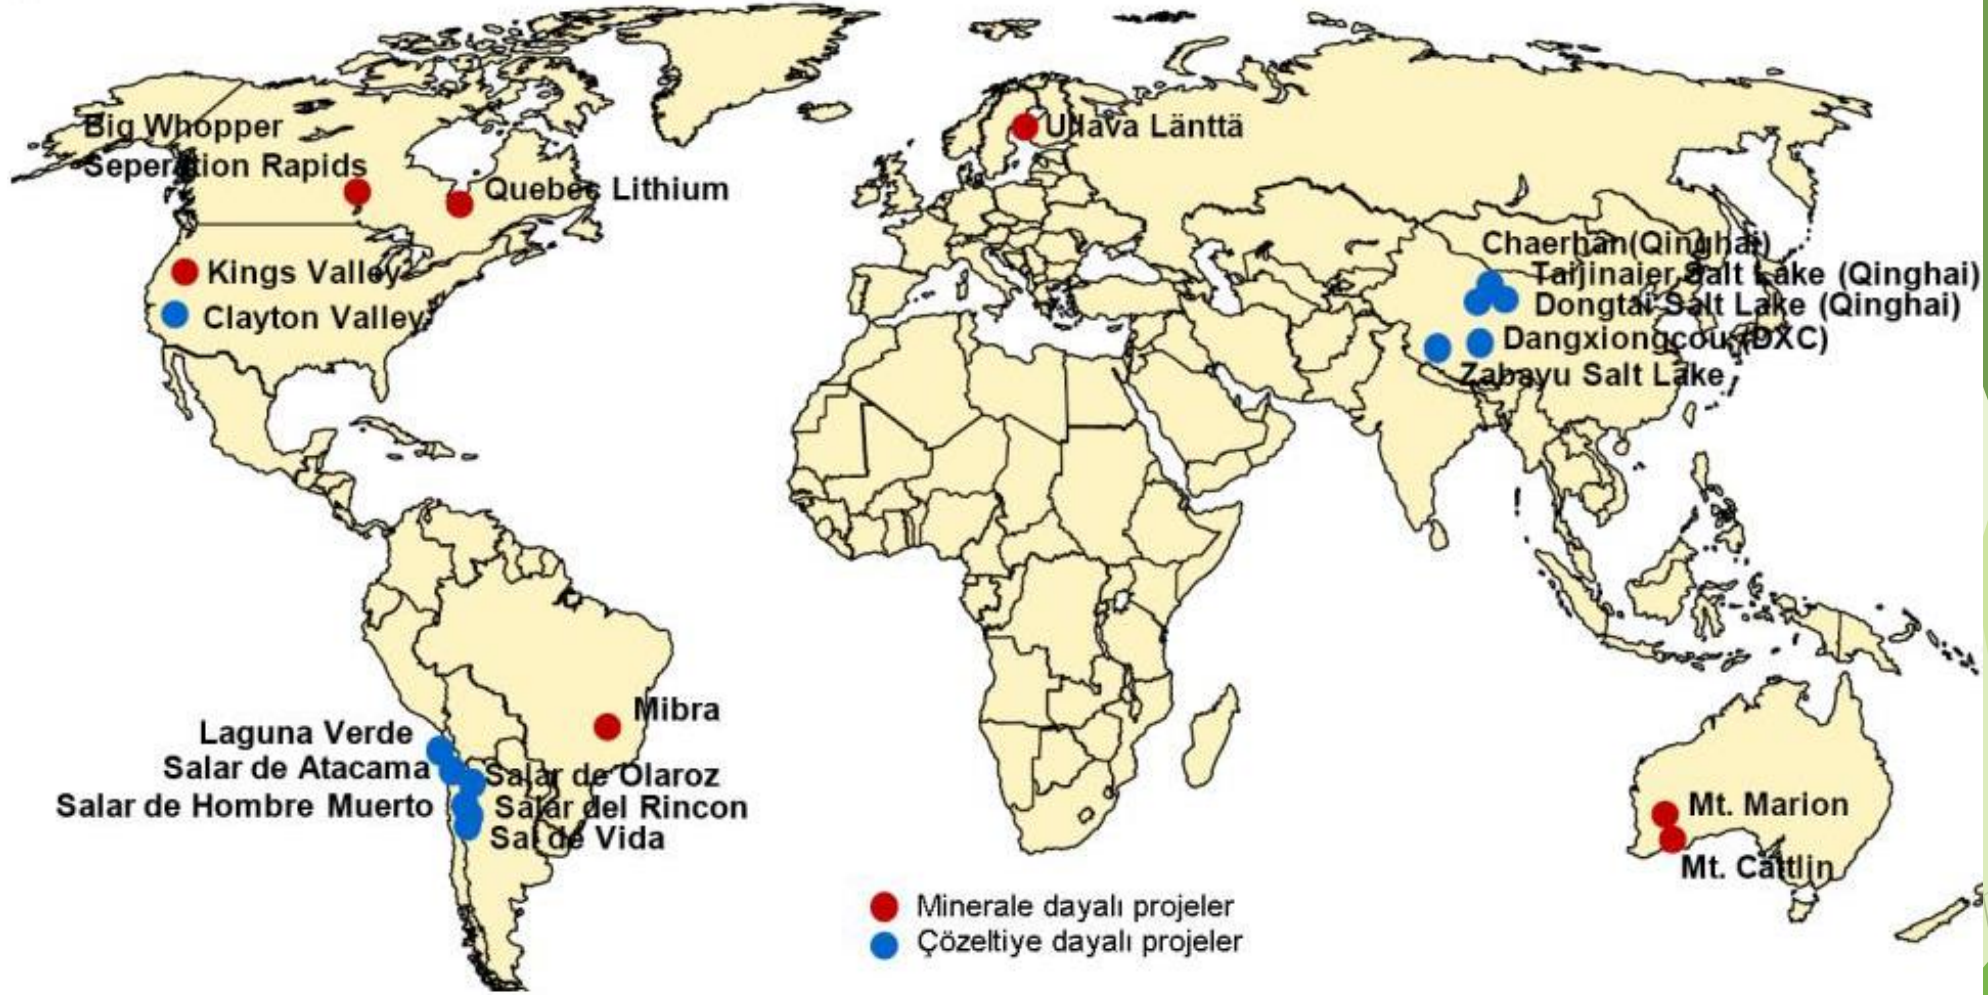 Big Whopper
Seperation Rapids
Quebec Lithium
Kings Valley
Clayton Valley
Ullava Länttä
Chaerhan(Qinghai)
Taijinaier Salt Lake (Qinghai)
Dongtai Salt Lake (Qinghai)
Dangxiongcou (DXC)
Zabayu Salt Lake
Mibra
Laguna Verde
Salar de Atacama
Salar de Olaroz
Salar de Hombre Muerto
Salar del Rincon
Sal de Vida
Mt. Marion
Mt. Caitlin
Minerale dayalı projeler
Çözeltiye dayalı projeler